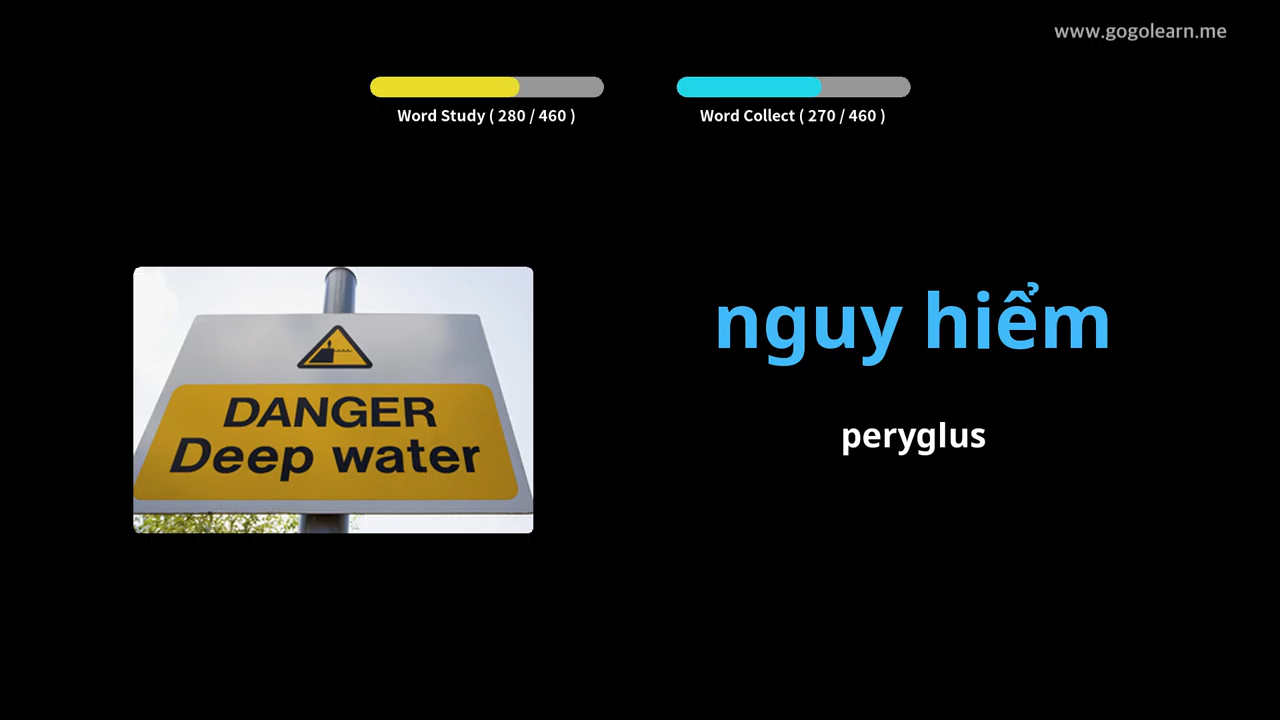 www.gogolearn.me
Word Study ( 280 / 460 )
Word Collect ( 270 / 460 )
DANGER
Deep water
nguy hiểm
peryglus